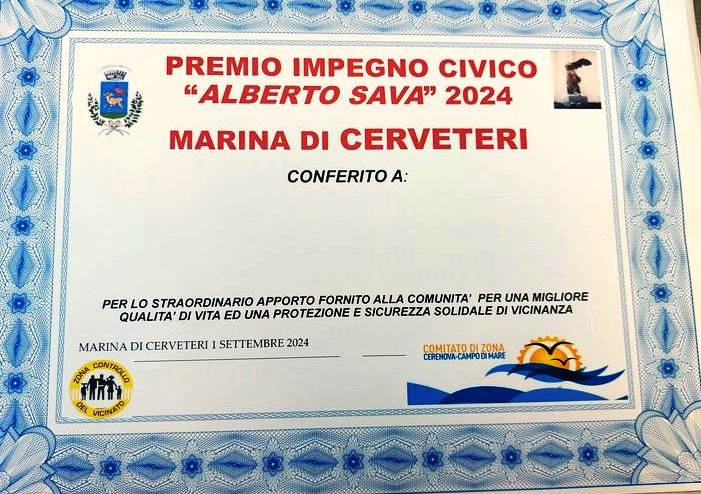 PREMIO IMPEGNO CIVICO
“ALBERTO SAVA” 2024
MARINA DI CERVETERI
CONFERITO A:
PER LO STRAORDINARIO APPORTO FORNITO ALLA COMUNITA’ PER UNA MIGLIORE
QUALITA’ DI VITA ED UNA PROTEZIONE E SICUREZZA SOLIDALE DI VICINANZA
MARINA DI CERVETERI 1 SETTEMBRE 2024
COMITATO DI ZONA
CERENOVA-CAMPO DI MARE
ZONA CONTROLLO
DEL VICINATO